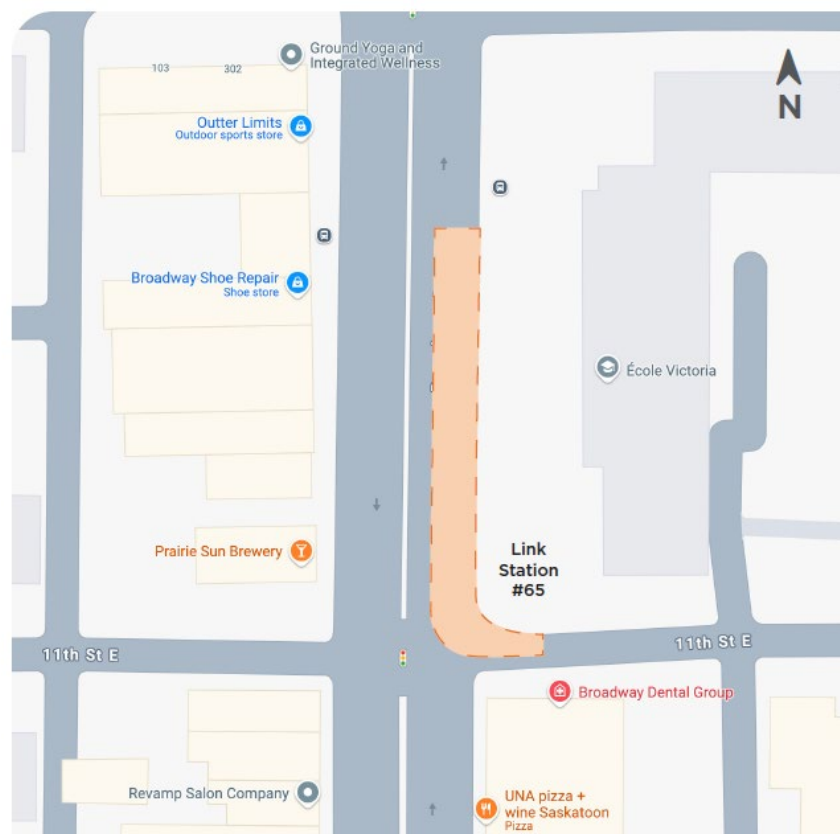 Ground Yoga and
Integrated Wellness
103
302
N
Outter Limits
Outdoor sports store
Broadway Shoe Repair
Shoe store
École Victoria
Prairie Sun Brewery
Link
Station
#65
11th St E
11th St E
Broadway Dental Group
Revamp Salon Company
UNA pizza +
wine Saskatoon
Pizza